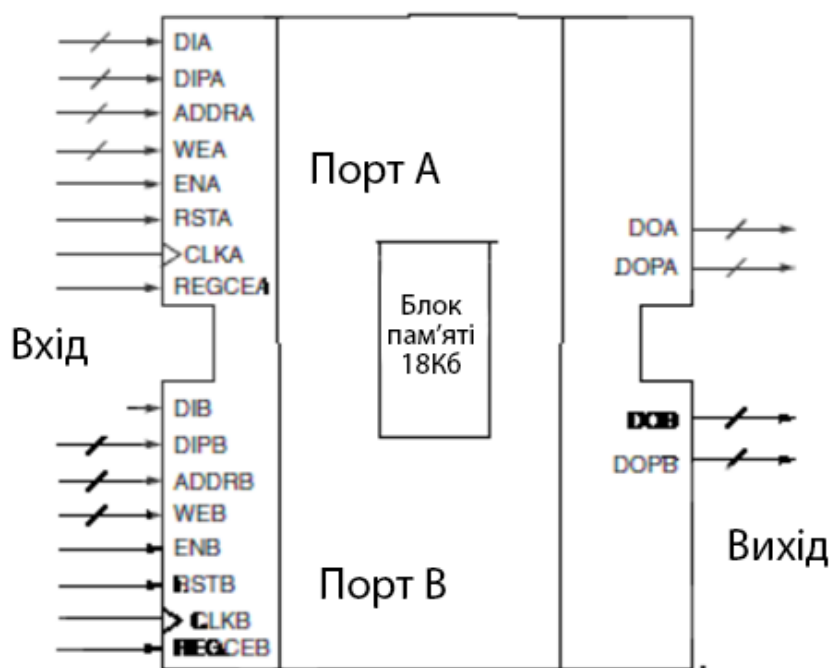 DIA
DIPA
ADDRA
WEA
ENA
RSTA
CLKA
REGCEA
Порт А
DOA
DOPA
Блок
пам’яті
18Кб
Вхід
DIB
DIPB
ADDRB
WEB
ENB
RSTB
CLKB
REGCEB
Порт В
DOB
DOPB
Вихід